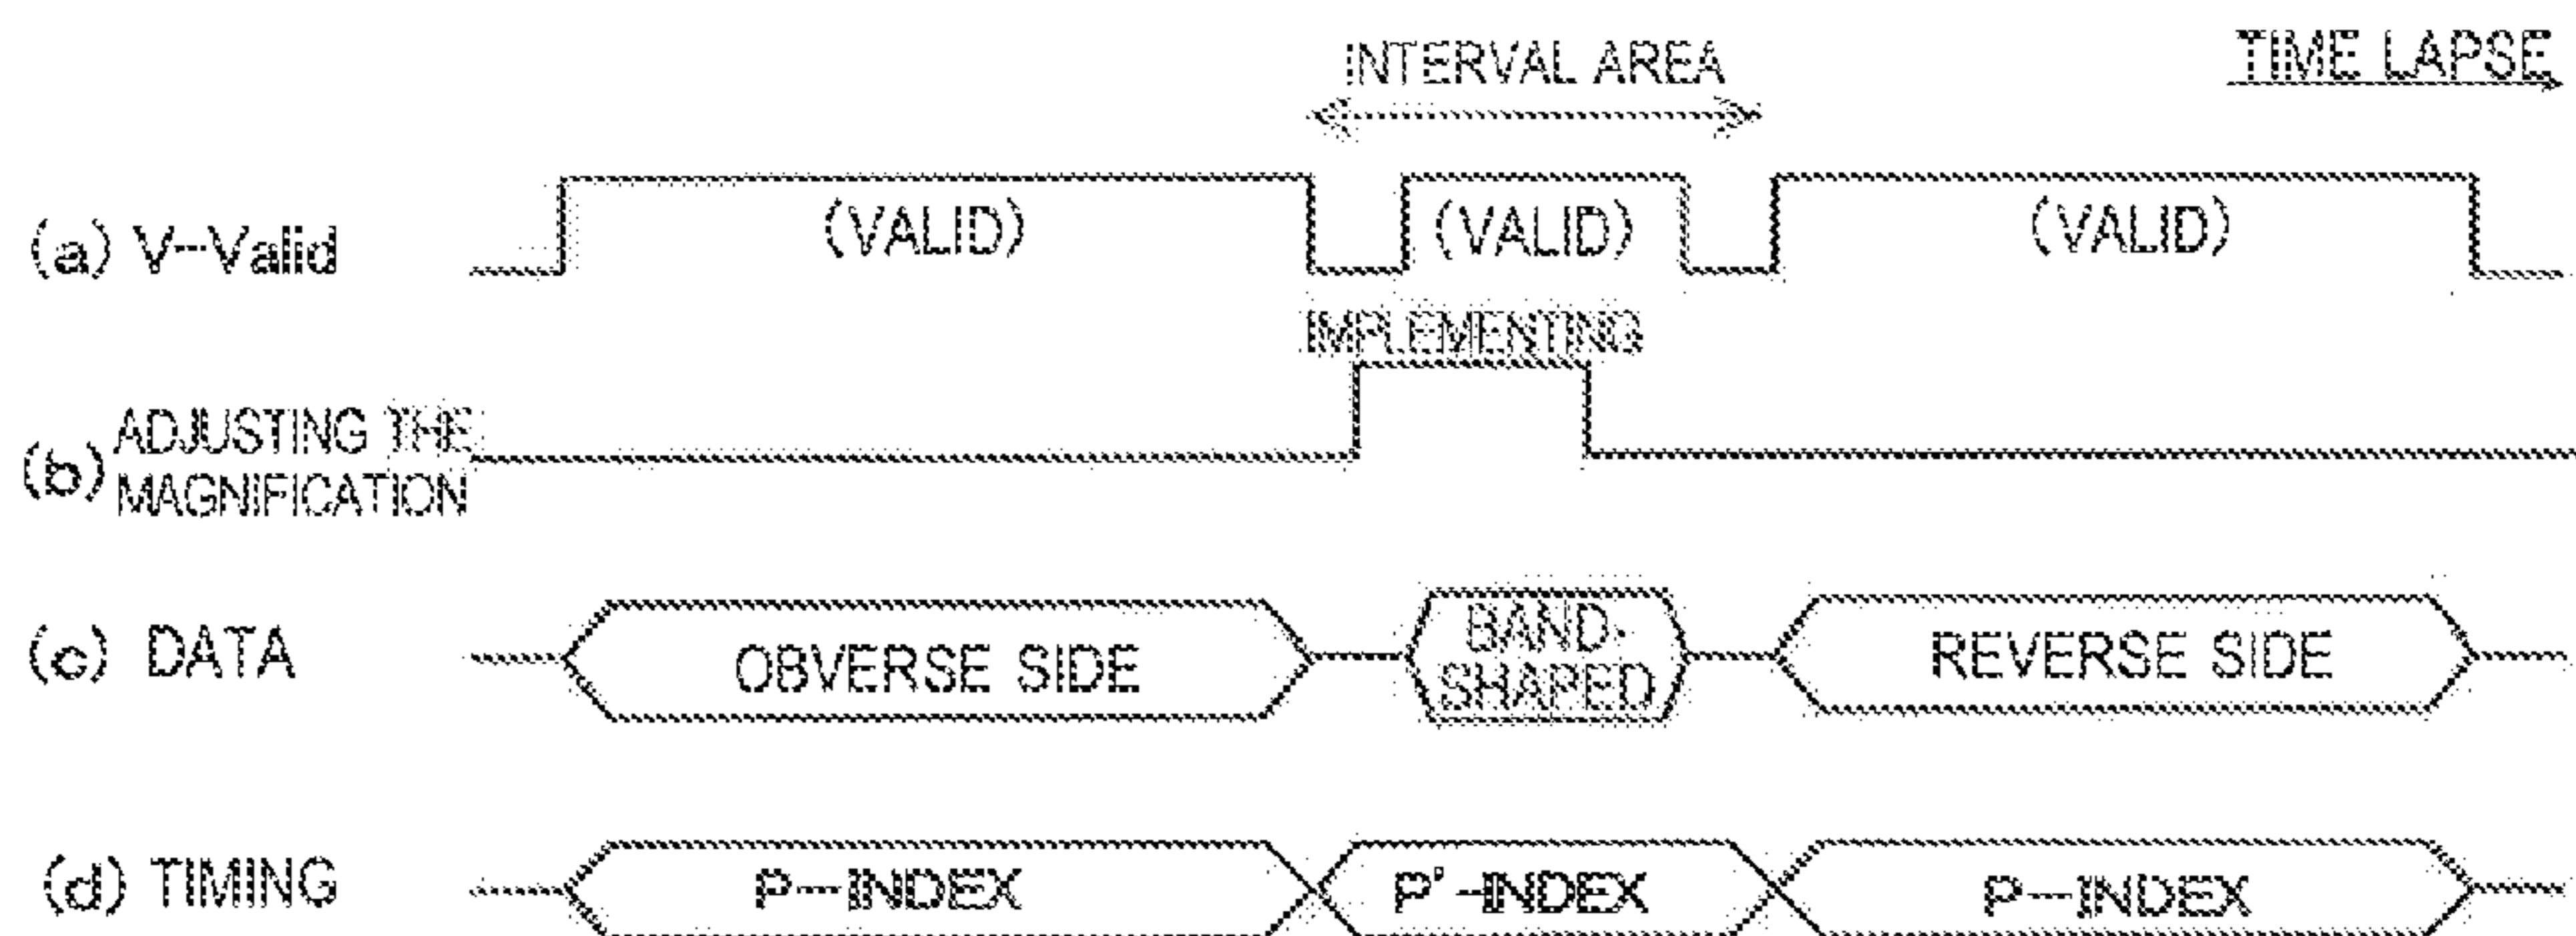 INTERVAL AREA
TIME LAPSE
(a) V-Valid
(VALID)
(VALID)
(VALID)
IMPLEMENTING
(b) ADJUSTING THE
MAGNIFICATION
(c) DATA
OBVERSE SIDE
BAND-
SHAPED
REVERSE SIDE
(d) TIMING
P-INDEX
P'-INDEX
P-INDEX